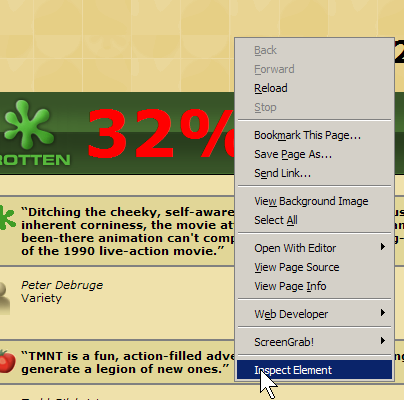 2
Back
Forward
Reload
Stop
Bookmark This Page...
Save Page As...
Send Link...
View Background Image
Select All
Open With Editor
View Page Source
View Page Info
Web Developer
ScreenGrab!
Inspect Element
ROTTEN
32%
“Ditching the cheeky, self-aware
inherent corniness, the movie
been-there animation can't
of the 1990 live-action movie.”
Peter Debruge
Variety
“TMNT is a fun, action-filled
generate a legion of new ones.”